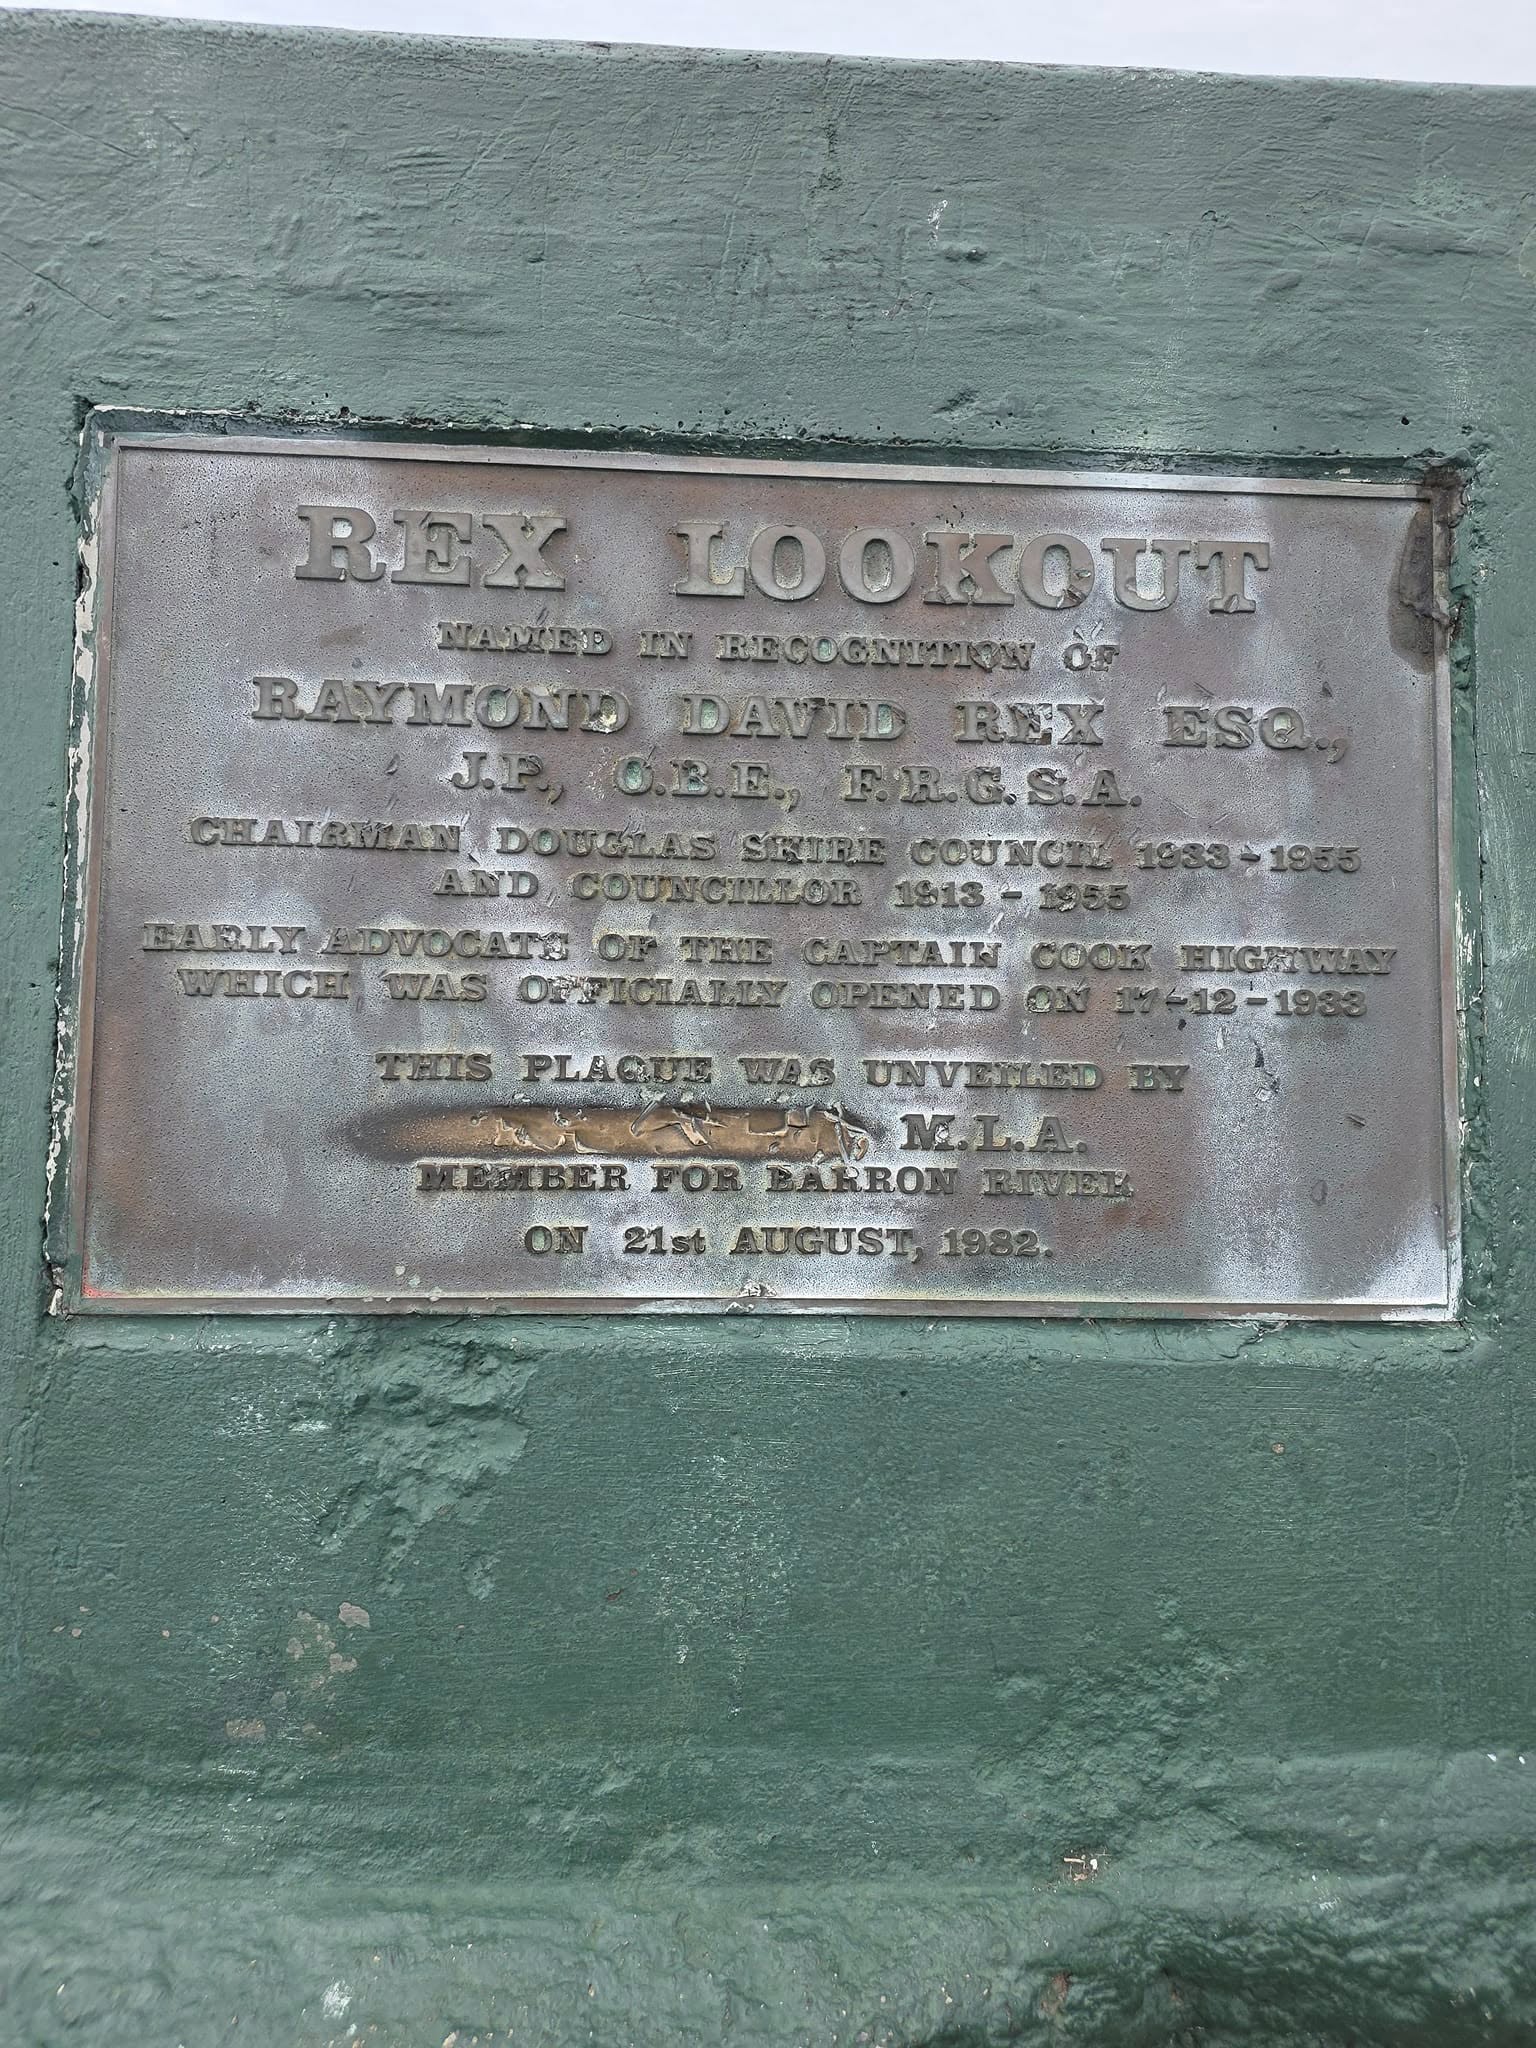 REX LOOKOUT
NAMED IN RECOGNITION OF
RAYMOND DAVID REX ESQ.,
J.P., O.B.E., F.R.G.S.A.
CHAIRMAN DOUGLAS SHIRE COUNCIL 1933-1955
AND COUNCILLOR 1913-1955
EARLY ADVOCATE OF THE CAPTAIN COOK HIGHWAY
WHICH WAS OFFICIALLY OPENED ON 17-12-1933
THIS PLAQUE WAS UNVEILED BY
M.L.A.
MEMBER FOR BARRON RIVER
ON 21st AUGUST, 1982.